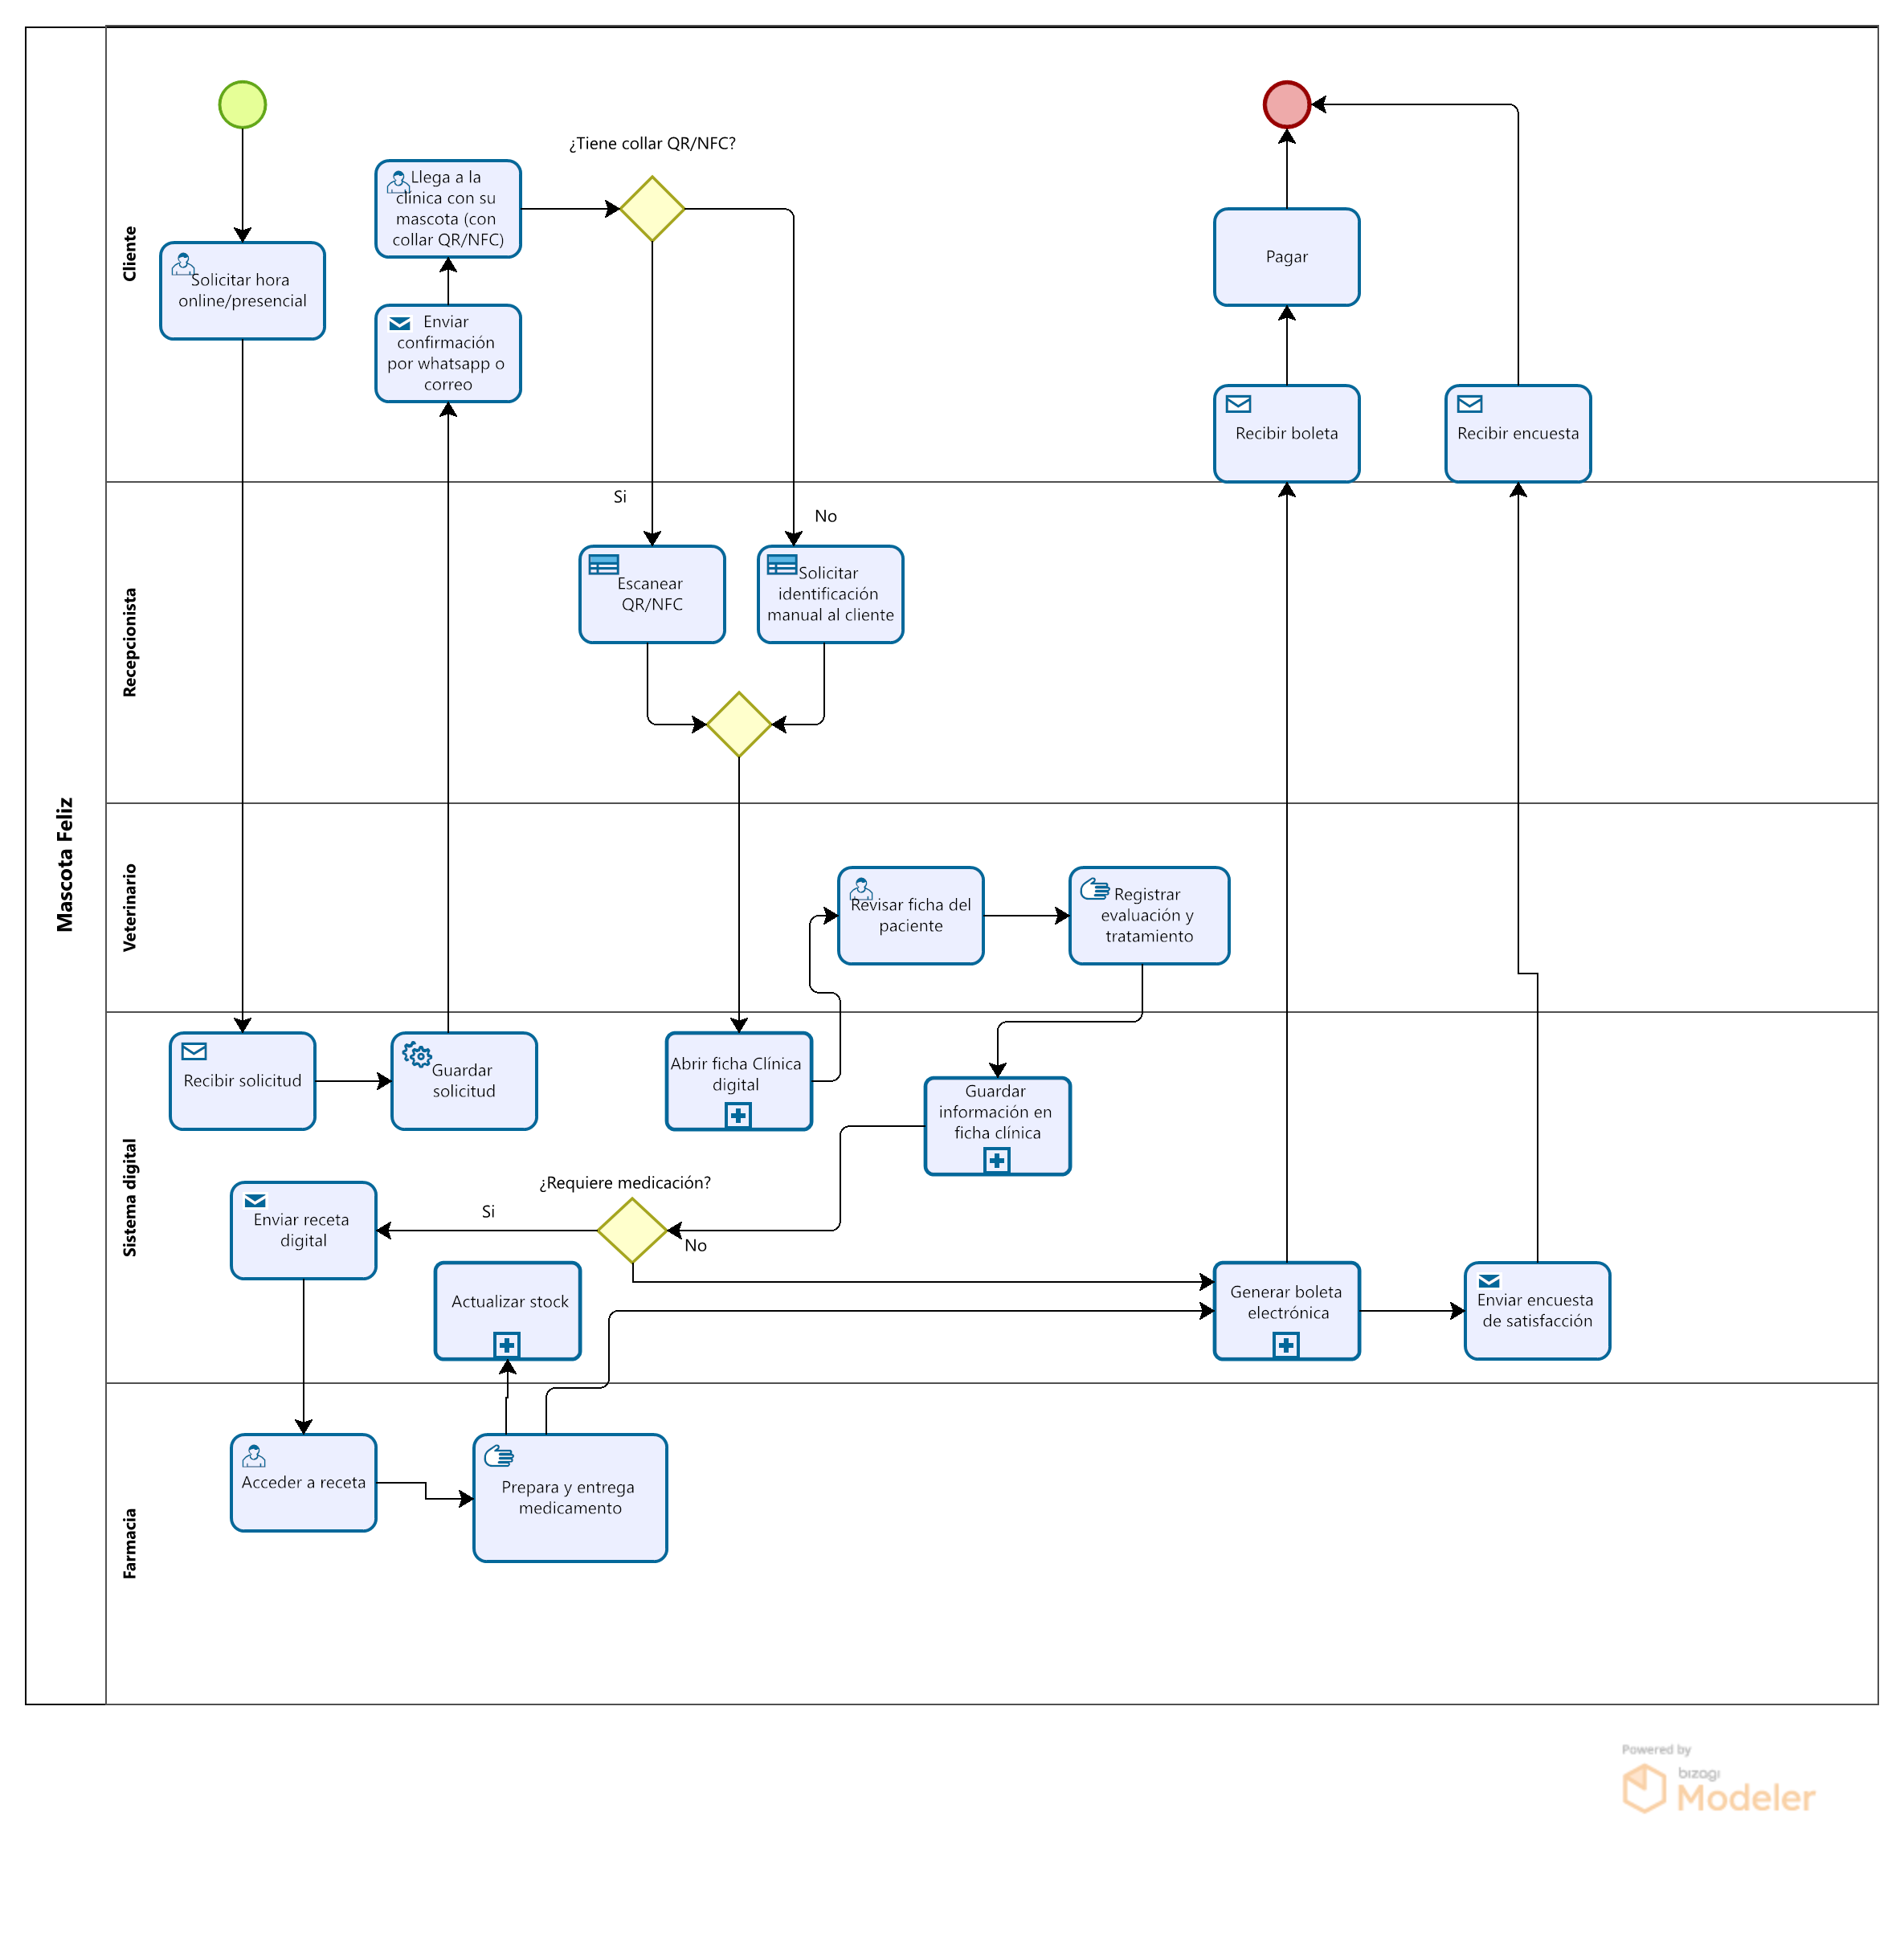 Mascota Feliz
Cliente
¿Tiene collar QR/NFC?
Llega a la
clínica con su
mascota (con
collar QR/NFC)
Solicitar hora
online/presencial
Enviar
confirmación
por whatsapp o
correo
Pagar
Recibir boleta
Recibir encuesta
Recepcionista
Si
No
Escanear
QR/NFC
Solicitar
identificación
manual al cliente
Veterinario
Revisar ficha del
paciente
Registrar
evaluación y
tratamiento
Sistema digital
Recibir solicitud
Guardar
solicitud
Abrir ficha Clínica
digital
Guardar
información en
ficha clínica
¿Requiere medicación?
Si
No
Enviar receta
digital
Actualizar stock
Generar boleta
electrónica
Enviar encuesta
de satisfacción
Farmacia
Acceder a receta
Prepara y entrega
medicamento
Powered by
bizagi
Modeler